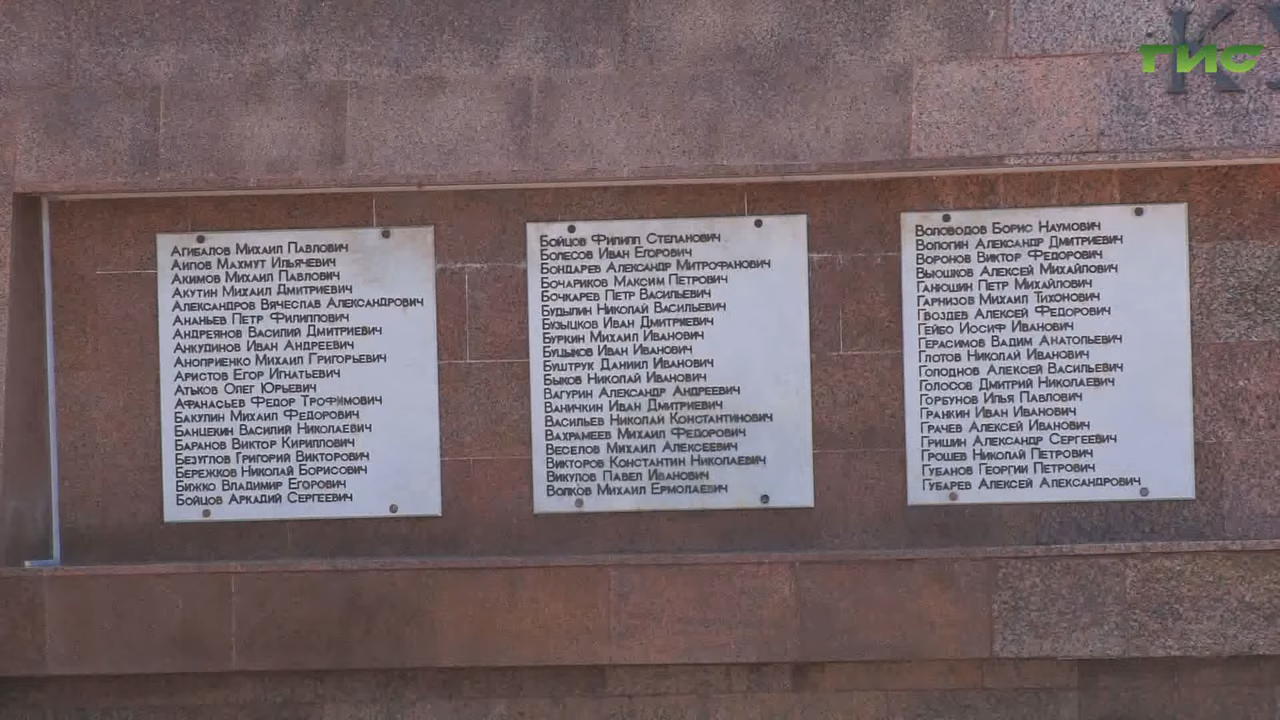 КУ
ГИС
Агибалов Михаил Павлович
Аипов Махмут Ильячевич
Акимов Михаил Павлович
Акутин Михаил Дмитриевич
Александров Вячеслав Александрович
Ананьев Петр Филиппович
Андреянов Василий Дмитриевич
Анкудинов Иван Андреевич
Аноприенко Михаил Григорьевич
Аристов Егор Игнатьевич
Атьков Олег Юрьевич
Афанасьев Федор Трофимович
Бакулин Михаил Федорович
Банцекин Василий Николаевич
Баранов Виктор Кириллович
Безуглов Григорий Викторович
Бережков Николай Борисович
Бижко Владимир Егорович
Бойцов Аркадий Сергеевич
Бойцов Филипп Степанович
Болесов Иван Егорович
Бондарев Александр Митрофанович
Бочариков Максим Петрович
Бочкарев Петр Васильевич
Будылин Николай Васильевич
Бузыцков Иван Дмитриевич
Буркин Михаил Иванович
Буцыков Иван Иванович
Буштрук Даниил Иванович
Быков Николай Иванович
Вагурин Александр Андреевич
Ваничкин Иван Дмитриевич
Васильев Николай Константинович
Вахрамеев Михаил Федорович
Веселов Михаил Алексеевич
Викторов Константин Николаевич
Викулов Павел Иванович
Волков Михаил Ермолаевич
Воловодов Борис Наумович
Вологин Александр Дмитриевич
Воронов Виктор Федорович
Вьюшков Алексей Михайлович
Ганюшин Петр Михайлович
Гарнизов Михаил Тихонович
Гвоздев Алексей Федорович
Гейбо Иосиф Иванович
Герасимов Вадим Анатольевич
Глотов Николай Иванович
Голоднов Алексей Васильевич
Голосов Дмитрий Николаевич
Горбунов Илья Павлович
Гранкин Иван Иванович
Грачев Алексей Иванович
Гришин Александр Сергеевич
Грошев Николай Петрович
Губанов Георгий Петрович
Губарев Алексей Александрович